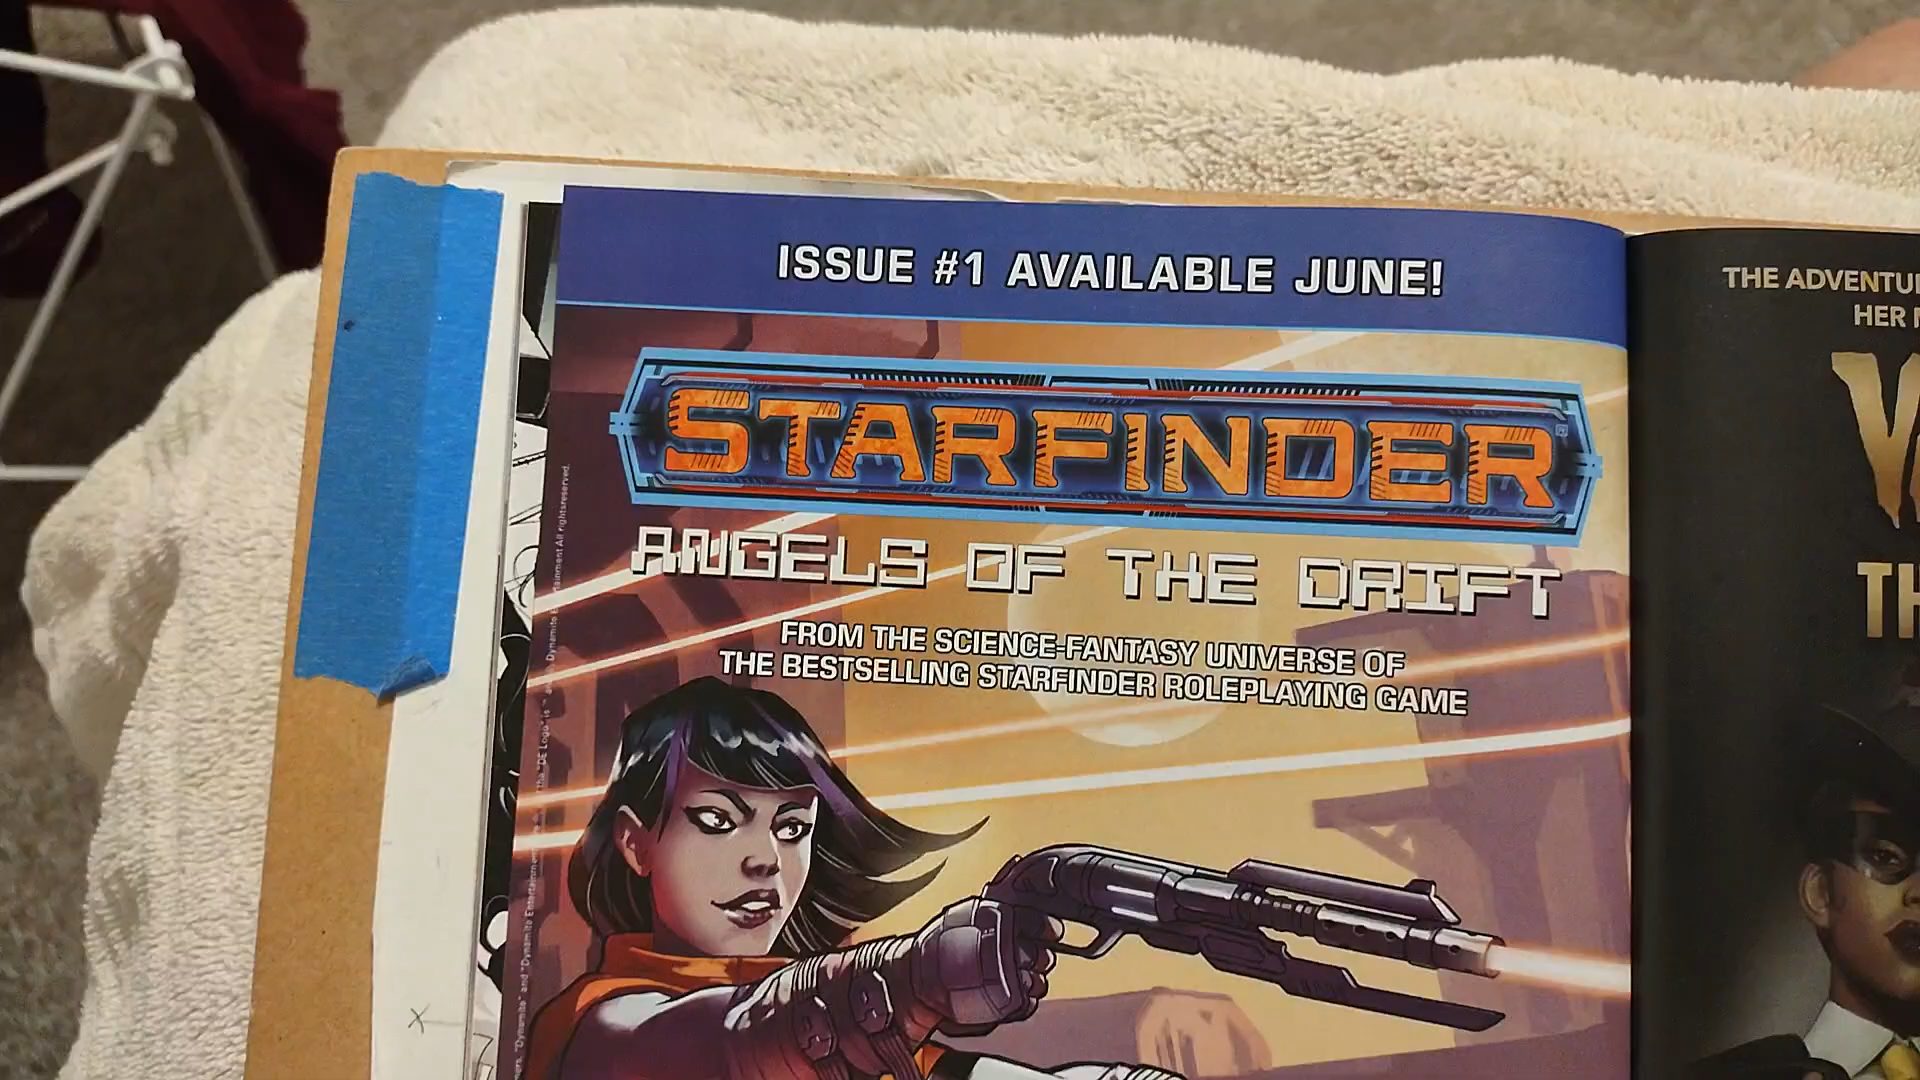 ISSUE #1 AVAILABLE JUNE!
STARFINDER
ANGELS OF THE DRIFT
FROM THE SCIENCE-FANTASY UNIVERSE OF
THE BESTSELLING STARFINDER ROLEPLAYING GAME
THE
HER
TH